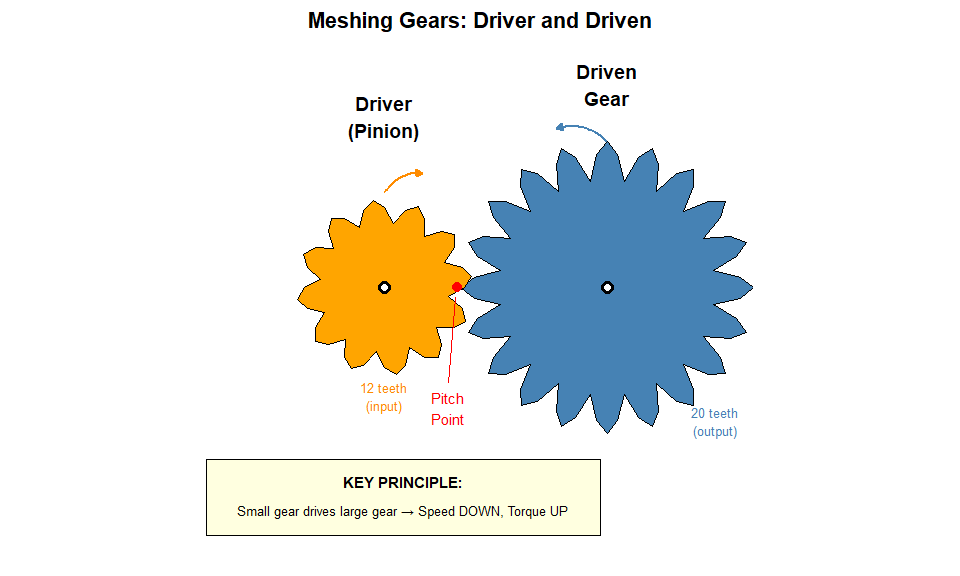 Meshing Gears: Driver and Driven
Driven
Gear
Driver
(Pinion)
12 teeth
(input)
Pitch
Point
20 teeth
(output)
KEY PRINCIPLE:
Small gear drives large gear → Speed DOWN, Torque UP